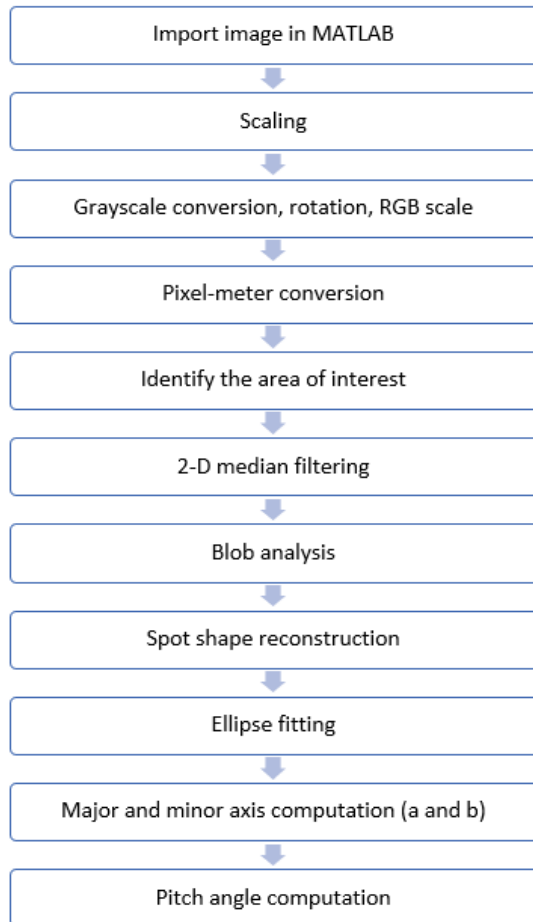 Import image in MATLAB
Scaling
Grayscale conversion, rotation, RGB scale
Pixel-meter conversion
Identify the area of interest
2-D median filtering
Blob analysis
Spot shape reconstruction
Ellipse fitting
Major and minor axis computation (a and b)
Pitch angle computation